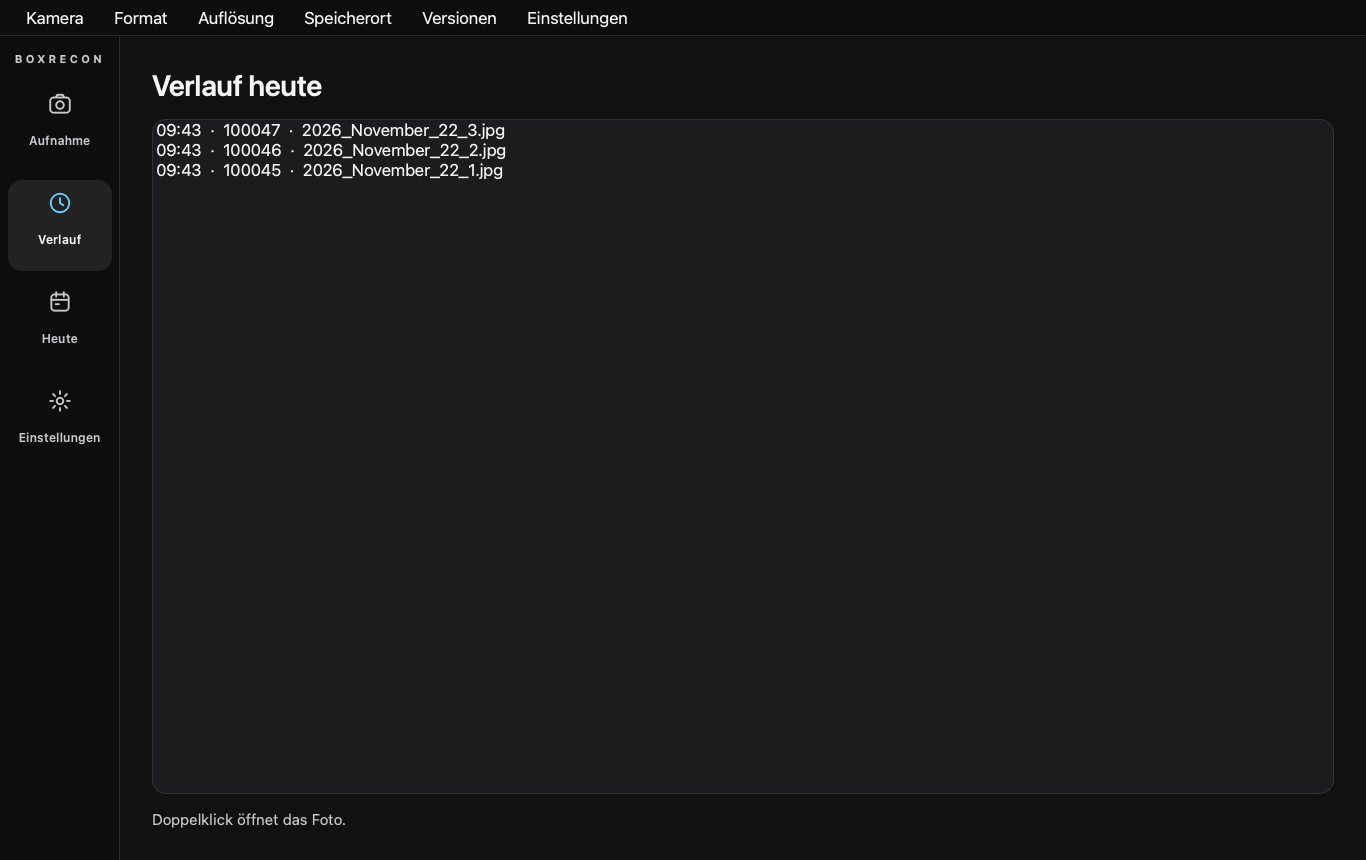 Kamera Format Auflösung Speicherort Versionen Einstellungen
BOXRECON
Aufnahme
Verlauf
Heute
Einstellungen
Verlauf heute
09:43 · 100047 · 2026_November_22_3.jpg
09:43 · 100046 · 2026_November_22_2.jpg
09:43 · 100045 · 2026_November_22_1.jpg
Doppelklick öffnet das Foto.